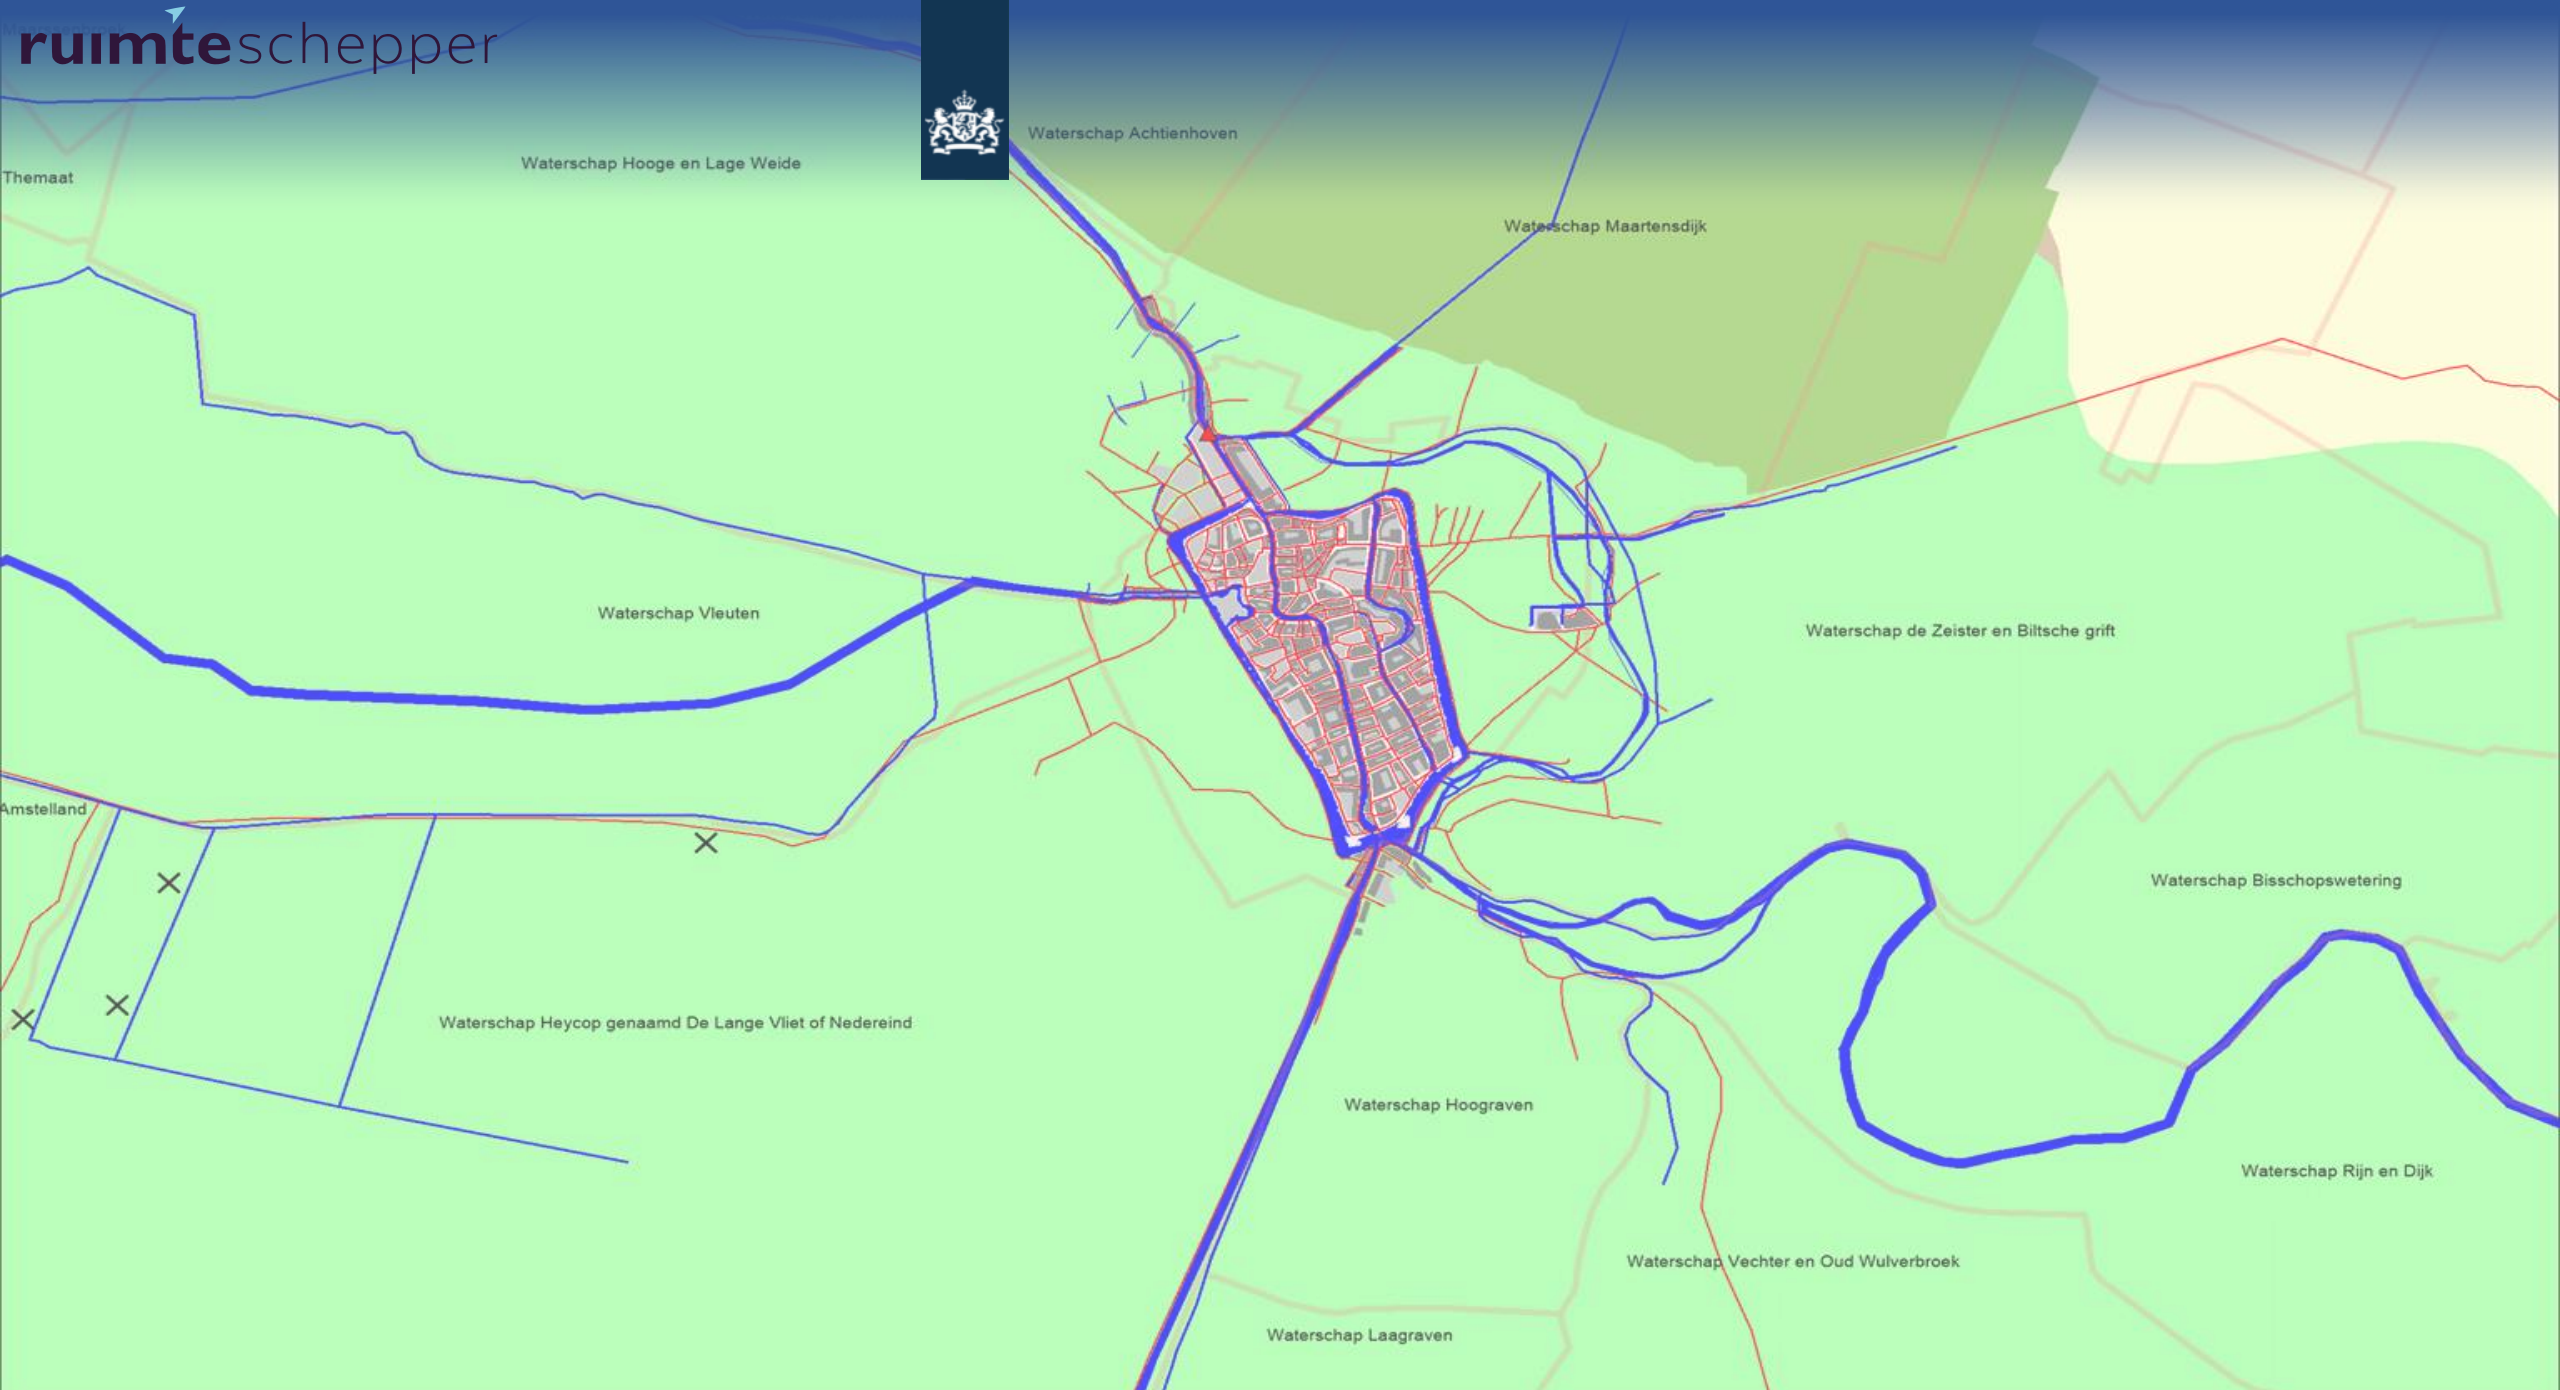 ruimteschepper
Waterschap Achtienhoven
Waterschap Hooge en Lage Weide
Themaat
Waterschap Maartensdijk
Waterschap Vleuten
Waterschap de Zeister en Biltsche grift
Amstelland
Waterschap Bisschopswetering
Waterschap Heycop genaamd De Lange Vliet of Nedereind
Waterschap Hoograven
Waterschap Rijn en Dijk
Waterschap Vechter en Oud Wulverbroek
Waterschap Laagraven